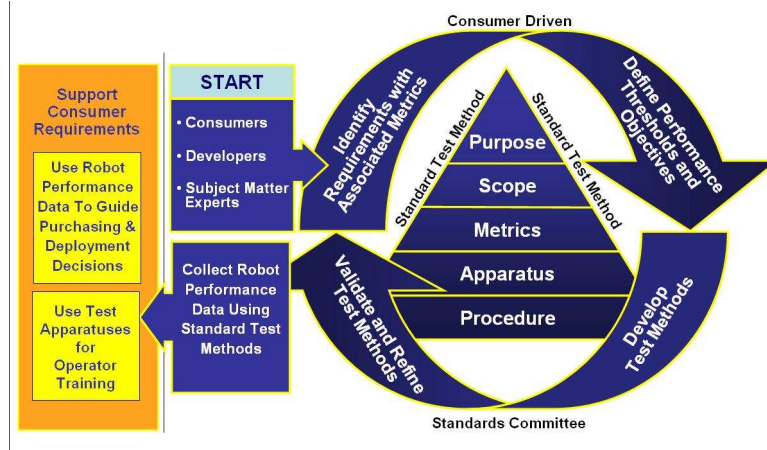 Consumer Driven
Support
Consumer
Requirements
Use Robot
Performance
Data To Guide
Purchasing &
Deployment
Decisions
Use Test
Apparatuses
for
Operator
Training
START
• Consumers
• Developers
• Subject Matter
Experts
Collect Robot
Performance
Data Using
Standard Test
Methods
Identify
Requirements with
Associated Metrics
Define Performance
Thresholds and
Objectives
Develop
Test Methods
Validate and Refine
Test Methods
Standard Test Method
Standard Test Method
Purpose
Scope
Metrics
Apparatus
Procedure
Standards Committee